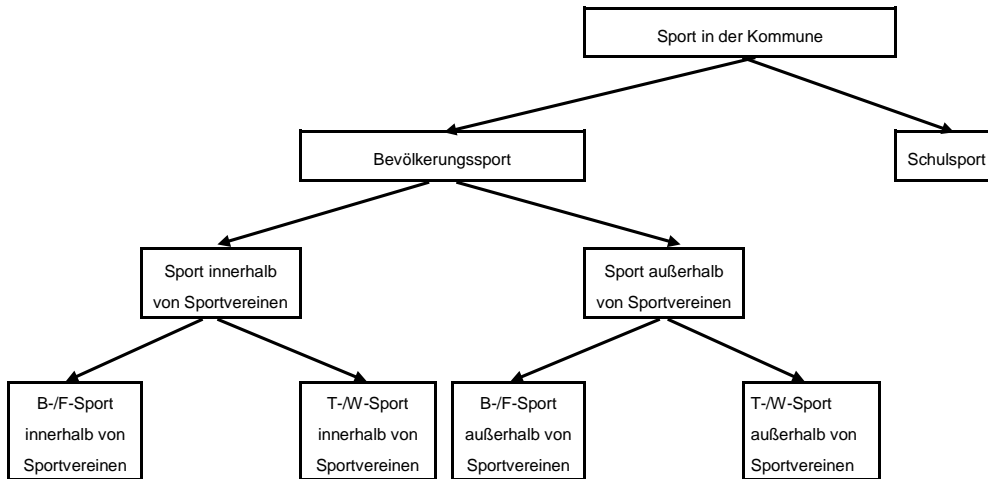 Sport in der Kommune
Bevölkerungssport
Schulsport
Sport innerhalb
von Sportvereinen
Sport außerhalb
von Sportvereinen
B-/F-Sport
innerhalb von
Sportvereinen
T-/W-Sport
innerhalb von
Sportvereinen
B-/F-Sport
außerhalb von
Sportvereinen
T-/W-Sport
außerhalb von
Sportvereinen